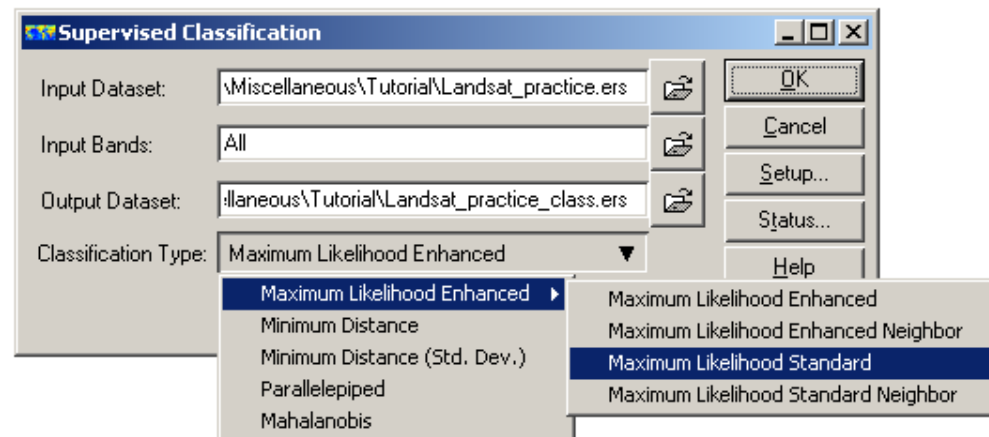 Supervised Classification
Input Dataset: \Miscellaneous\Tutorial\Landsat_practice.ers OK
Input Bands: All Cancel
Setup...
Output Dataset: :llaneous\Tutorial\Landsat_practice_class.ers
Status...
Classification Type: Maximum Likelihood Enhanced Help
Maximum Likelihood Enhanced Maximum Likelihood Enhanced
Minimum Distance Maximum Likelihood Enhanced Neighbor
Minimum Distance (Std. Dev.) Maximum Likelihood Standard
Parallelepiped Maximum Likelihood Standard Neighbor
Mahalanobis